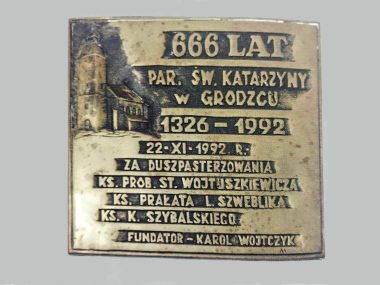 666 LAT
PAR. ŚW. KATARZYNY
W GRODZCU
1326-1992
22-XI-1992 R.
ZA DUSZPASTERZOWANIA
KS. PROB. ST. WOJTUSZKIEWICZA
KS. PRAŁATA L. SZWEBLIKA
KS. K. SZYBALSKIEGO
FUNDATOR - KAROL WÓJTCZYK